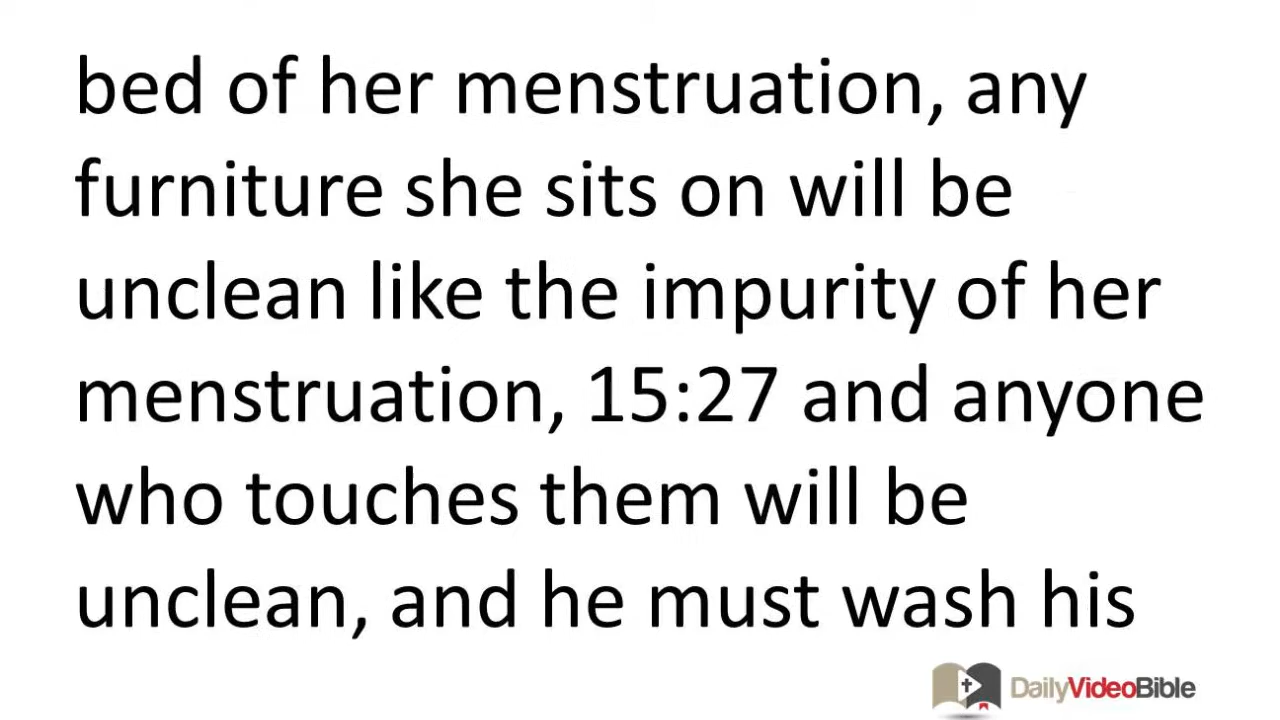 bed of her menstruation, any
furniture she sits on will be
unclean like the impurity of her
menstruation, 15:27 and anyone
who touches them will be
unclean, and he must wash his
DailyVideoBible